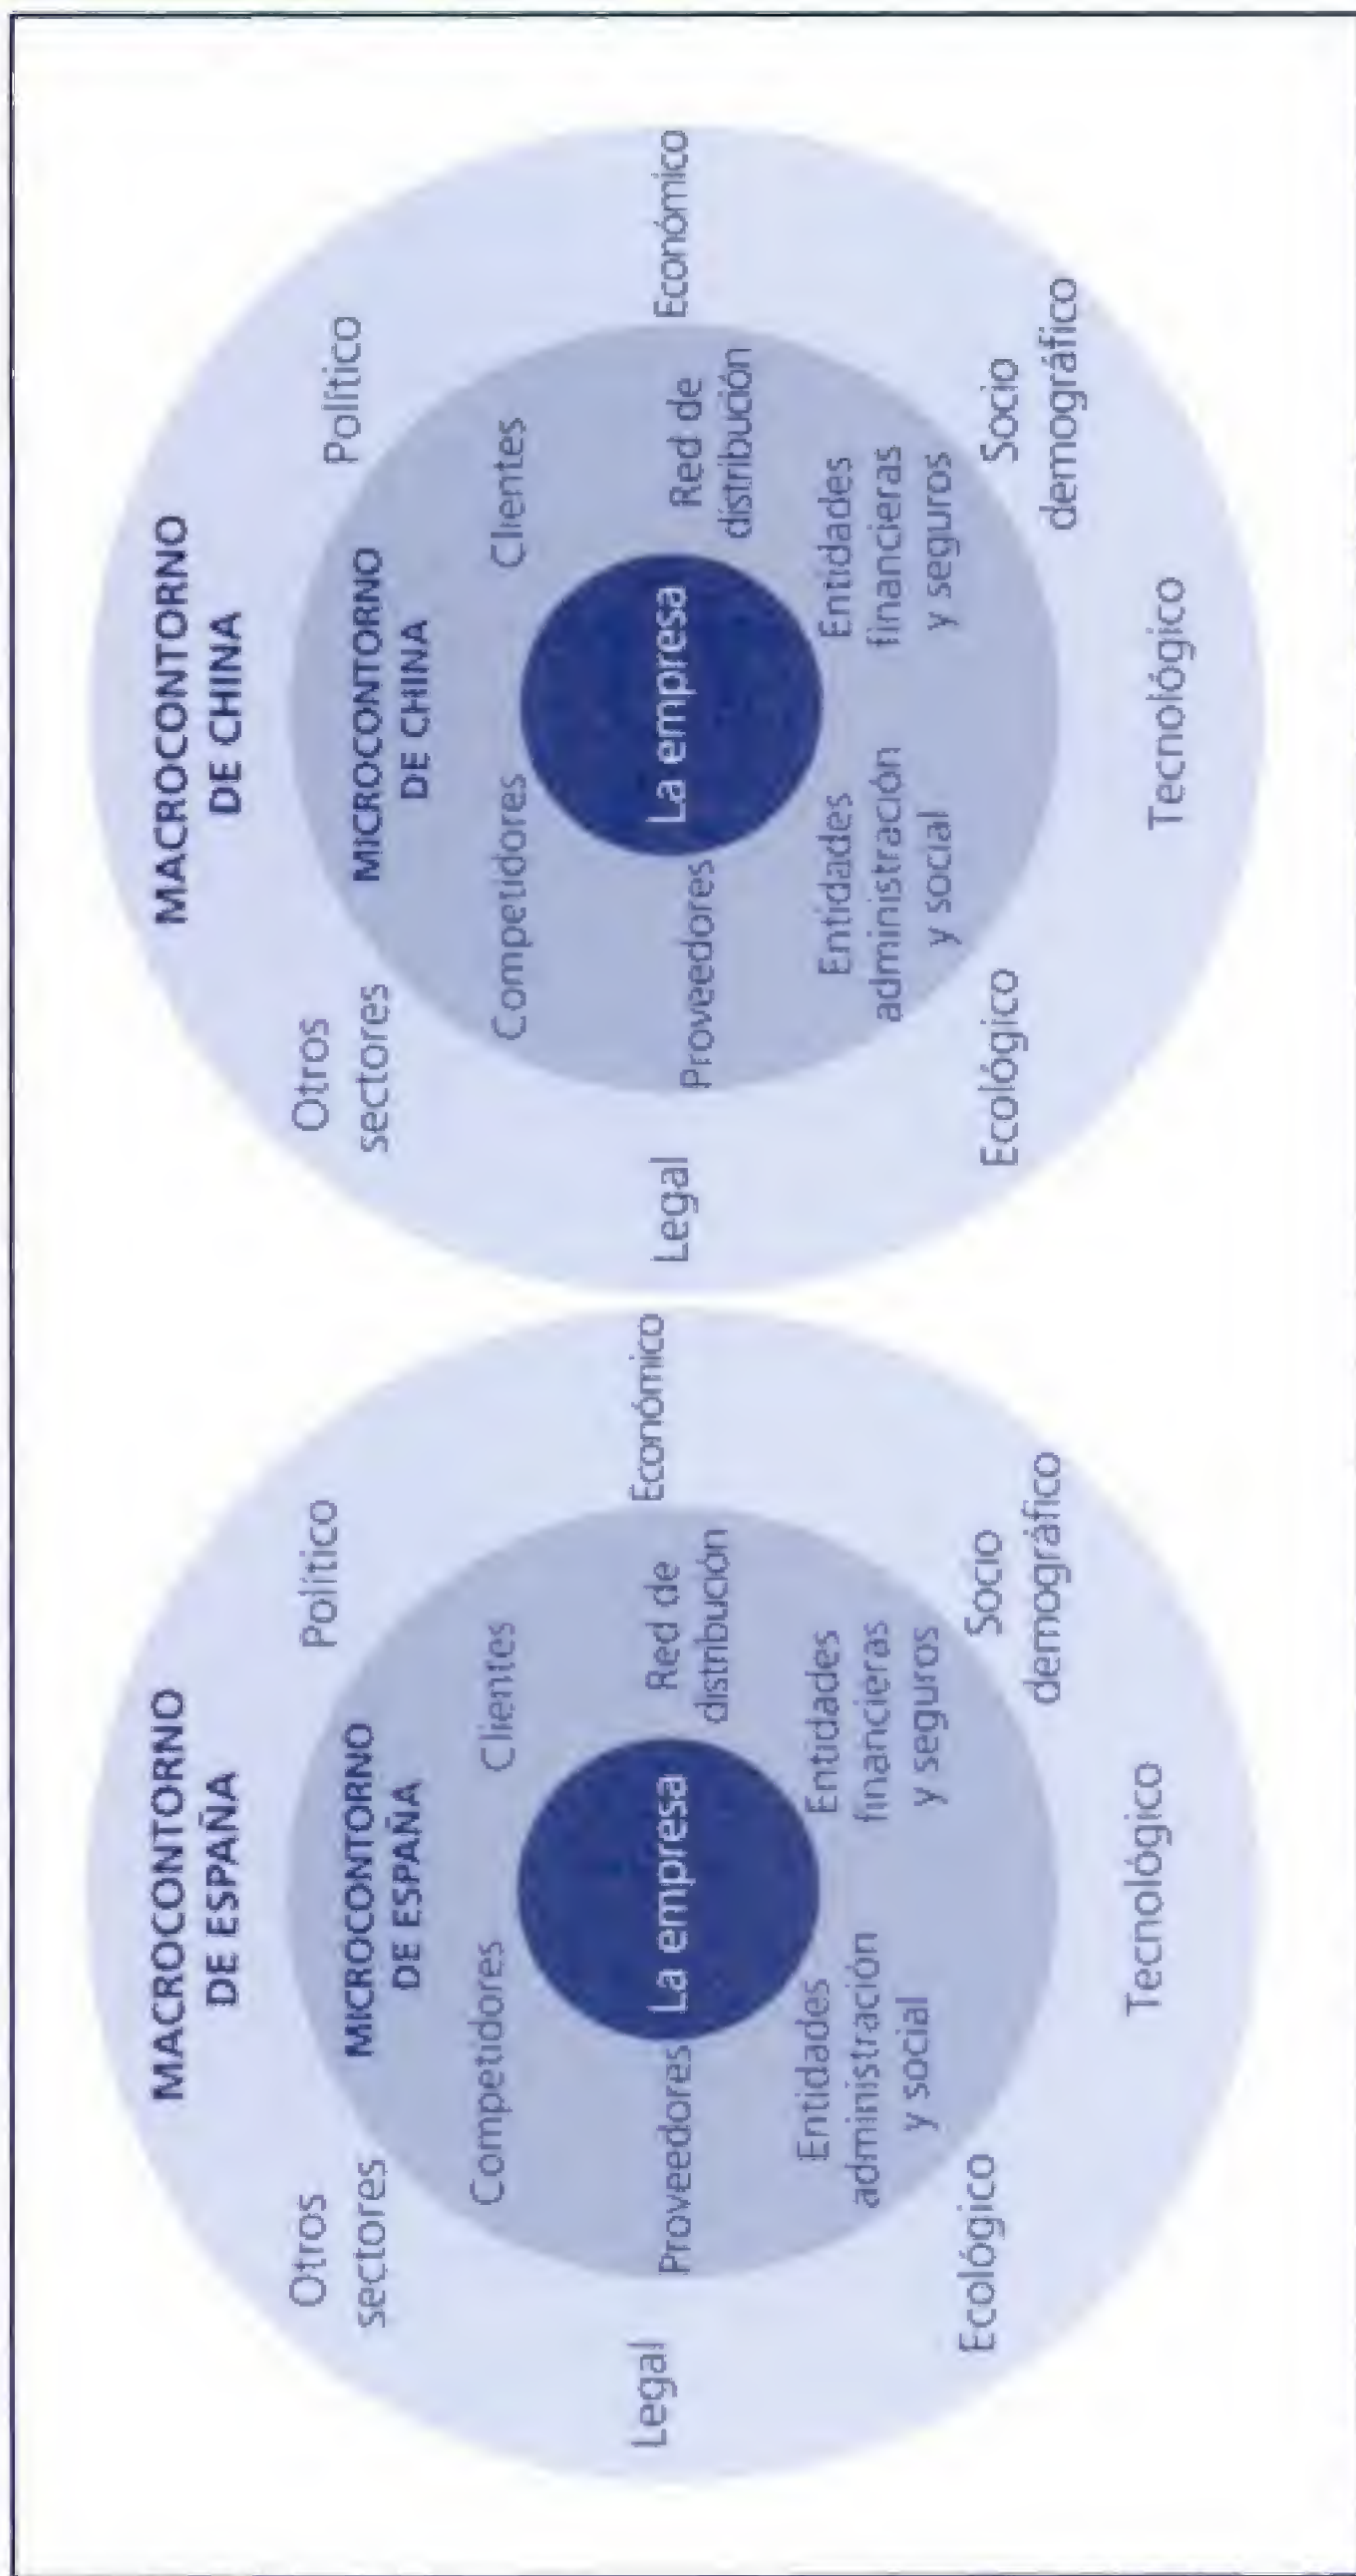 MACROCONTORNO
DE ESPAÑA
Otros
sectores
Político
MICROCONTORNO
DE ESPAÑA
Competidores
Clientes
Legal
Proveedores
La empresa
Red de
distribución
Económico
Entidades
administración
y social
Entidades
financieras
y seguros
Ecológico
Socio
demográfico
Tecnológico
MACROCONTORNO
DE CHINA
Otros
sectores
Político
MICROCONTORNO
DE CHINA
Competidores
Clientes
Legal
Proveedores
La empresa
Red de
distribución
Económico
Entidades
administración
y social
Entidades
financieras
y seguros
Ecológico
Socio
demográfico
Tecnológico